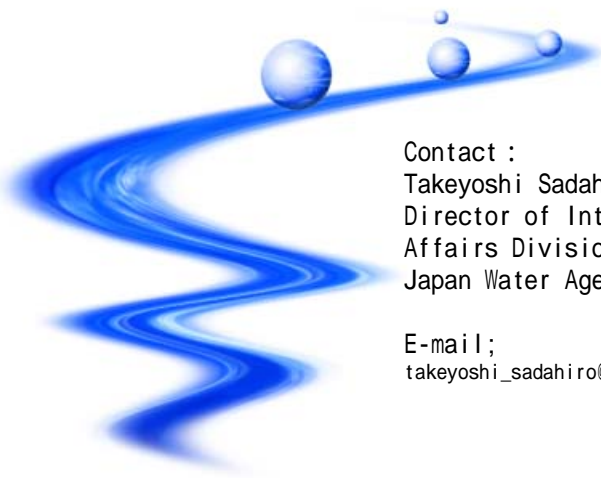 Contact :
Takeyoshi Sadah
Director of Int
Affairs Divisio
Japan Water Age
E-mail;
takeyoshi_sadahiro@